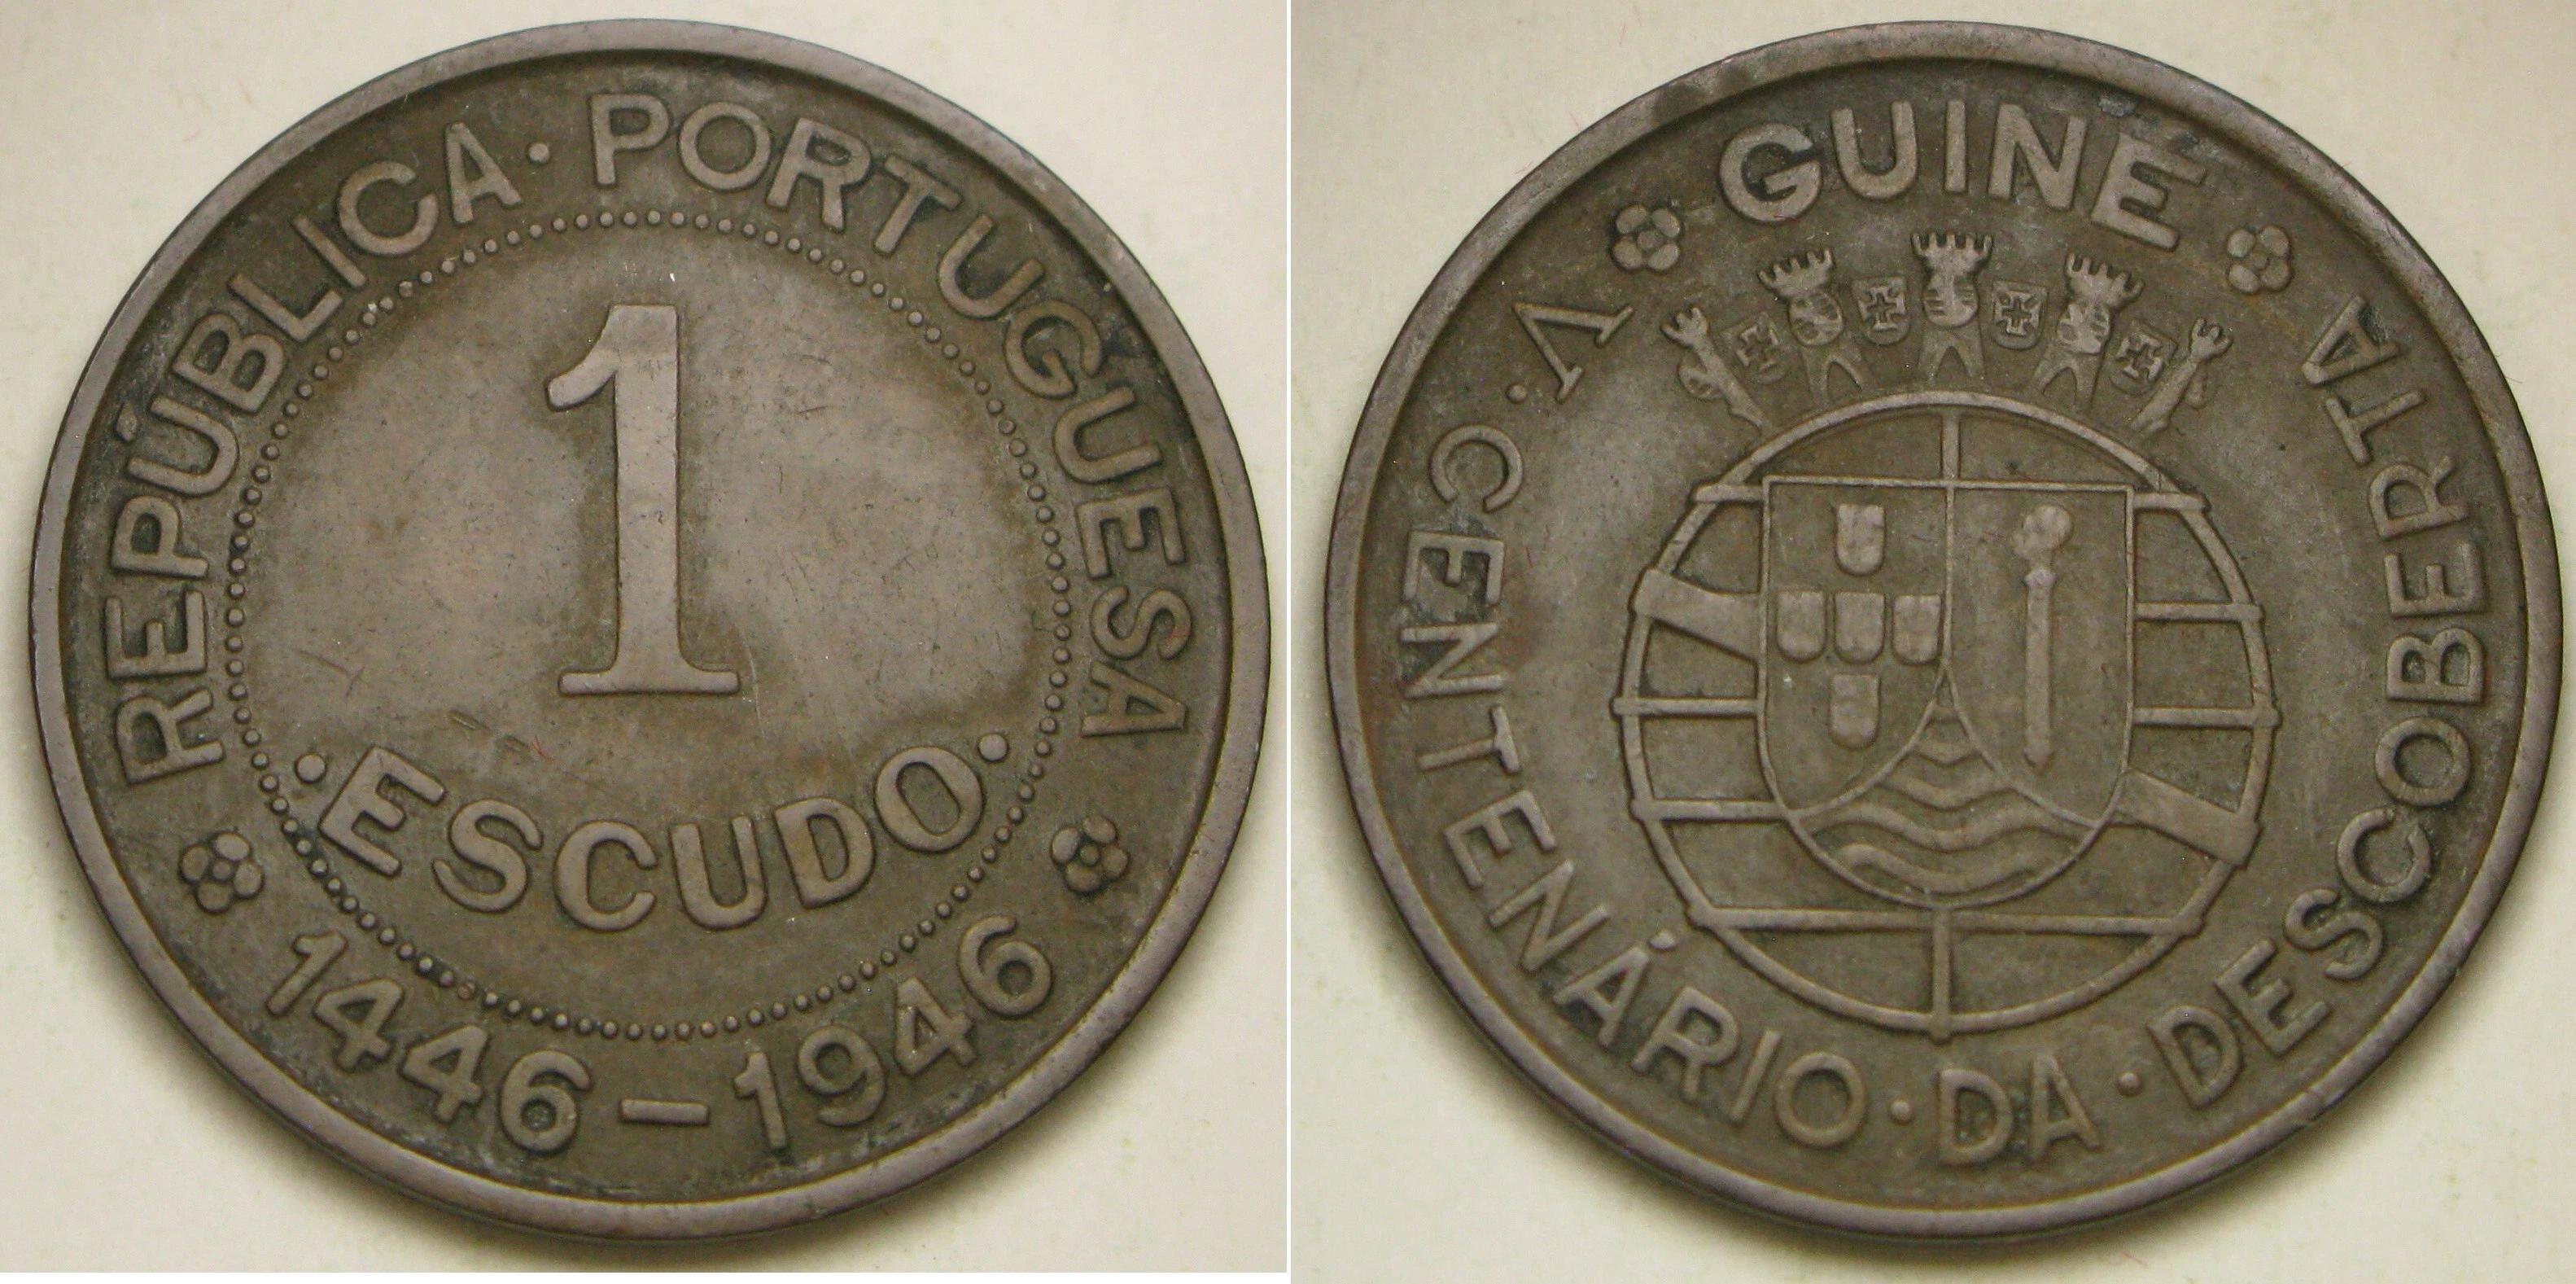 REPÚBLICA · PORTUGUESA
1
· ESCUDO ·
1446 – 1946
GUINÉ
V · CENTENÁRIO · DA · DESCOBERTA